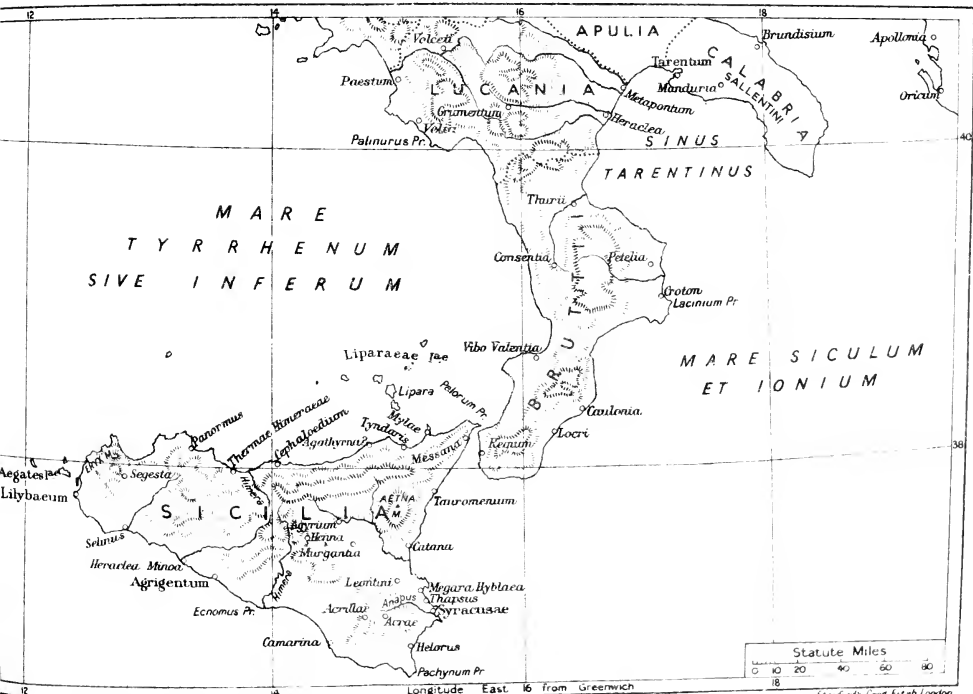 12
14
16
18
APULIA
Brundisium
Apollonia
Volceii
Tarentum
CALABRIA
SALLENTINI
Paestum
LUCANIA
Manduria
Metapontum
Oricum
Grumentum
Heraclea
Velia
Palinurus Pr.
SINUS
40
TARENTINUS
Thurii
MARE
TYRRHENUM
SIVE INFERUM
Consentia
Petelia
BRUTTII
Croton
Lacinium Pr
Vibo Valentia
Liparaeae Iae
MARE SICULUM
ET IONIUM
Lipara
Pelorum Pr.
Caulonia
Panormus
Thermae Himeraeae
Cephaloedium
Agathyrna
Tyndaris
Mylae
Messana
Regium
Locri
38
Aegates Iae
Eryx M.
Segesta
Lilybaeum
Himera
AETNA
M.
Tauromenium
SICILIA
Selinus
Agyrium
Henna
Murgantia
Catana
Heraclea Minoa
Agrigentum
Himera
Leontini
Megara Hyblaea
Thapsus
Syracusae
Anapus
Ecnomus Pr.
Acrillae
Acrae
Camarina
Helorus
Pachynum Pr
Statute Miles
0 10 20 40 60 80
12
14
Longitude East 16 from Greenwich
18